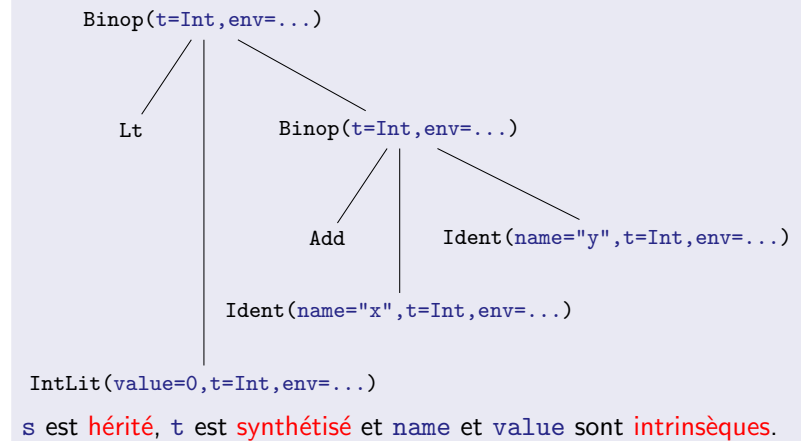 Binop(t=Int,env=...)
Lt
Binop(t=Int,env=...)
Add
Ident(name="y",t=Int,env=...)
Ident(name="x",t=Int,env=...)
IntLit(value=0,t=Int,env=...)
s est hérité, t est synthétisé et name et value sont intrinsèques.